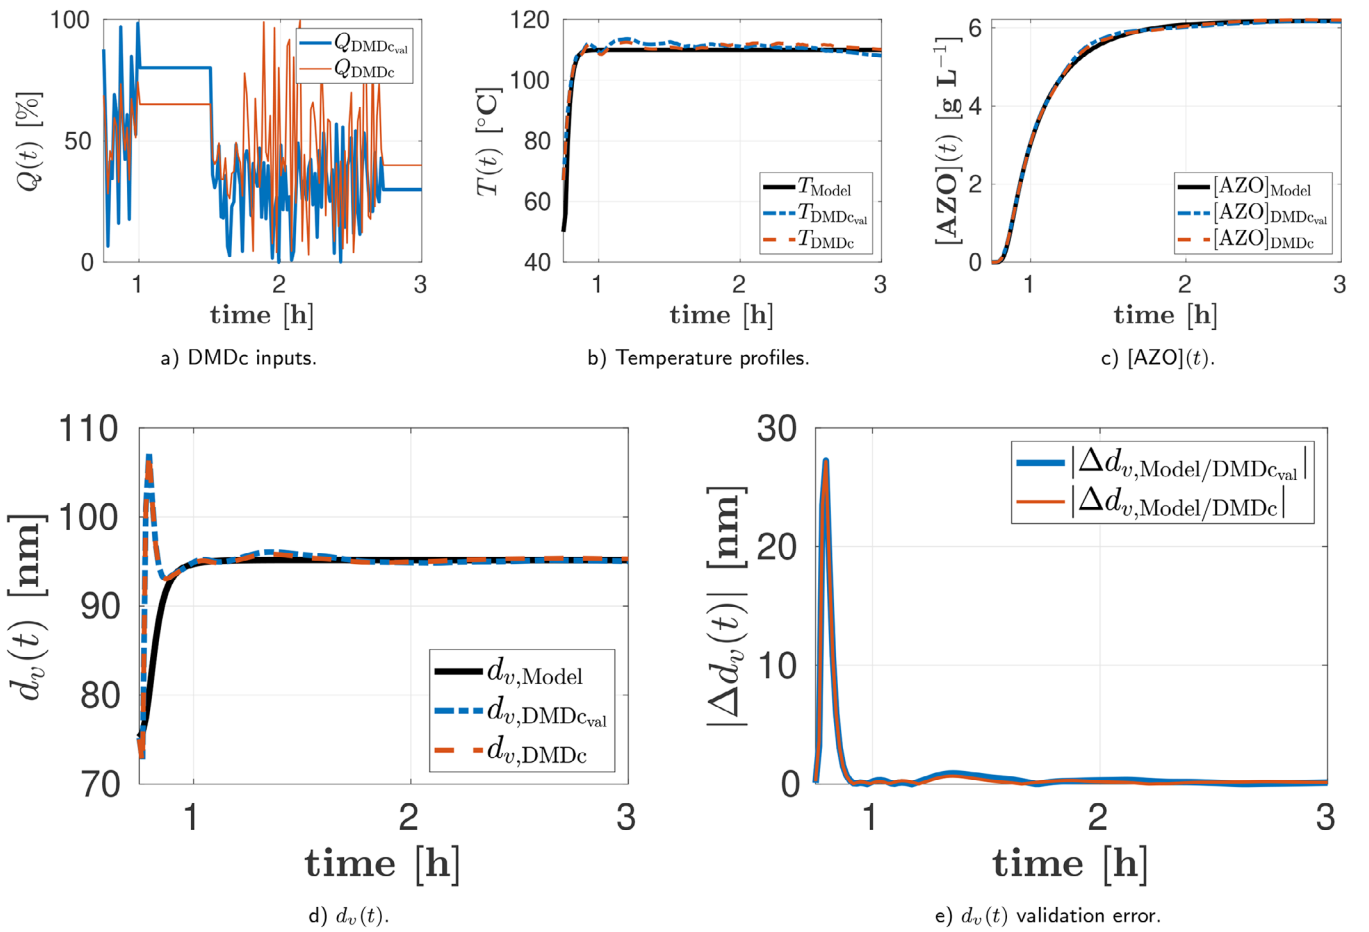 100
50
0
Q(t) [%]
Q_DMDc_val
Q_DMDc
1 2 3
time [h]
a) DMDc inputs.
120
100
80
60
40
T(t) [°C]
T_Model
T_DMDc_val
T_DMDc
1 2 3
time [h]
b) Temperature profiles.
6
4
2
0
[AZO](t) [g L⁻¹]
[AZO]_Model
[AZO]_DMDc_val
[AZO]_DMDc
1 2 3
time [h]
c) [AZO](t).
110
100
90
80
70
d_v(t) [nm]
d_v,Model
d_v,DMDc_val
d_v,DMDc
1 2 3
time [h]
d) d_v(t).
30
20
10
0
|Δd_v(t)| [nm]
|Δd_v,Model/DMDc_val|
|Δd_v,Model/DMDc|
1 2 3
time [h]
e) d_v(t) validation error.